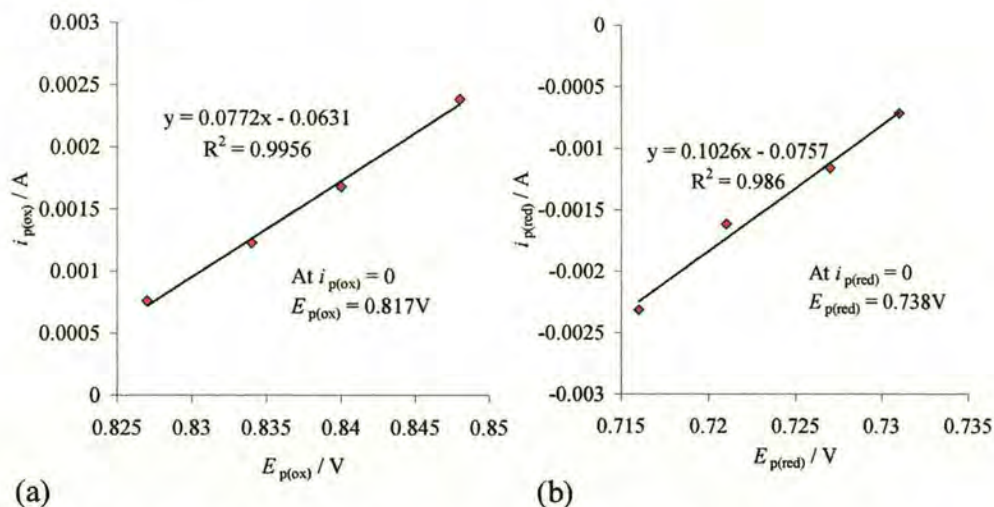 0.003
0.0025
0.002
0.0015
0.001
0.0005
0
i p(ox) / A
y = 0.0772x - 0.0631
R² = 0.9956
At i p(ox) = 0
E p(ox) = 0.817V
0.825 0.83 0.835 0.84 0.845 0.85
E p(ox) / V
(a)
0
-0.0005
-0.001
-0.0015
-0.002
-0.0025
-0.003
i p(red) / A
y = 0.1026x - 0.0757
R² = 0.986
At i p(red) = 0
E p(red) = 0.738V
0.715 0.72 0.725 0.73 0.735
E p(red) / V
(b)